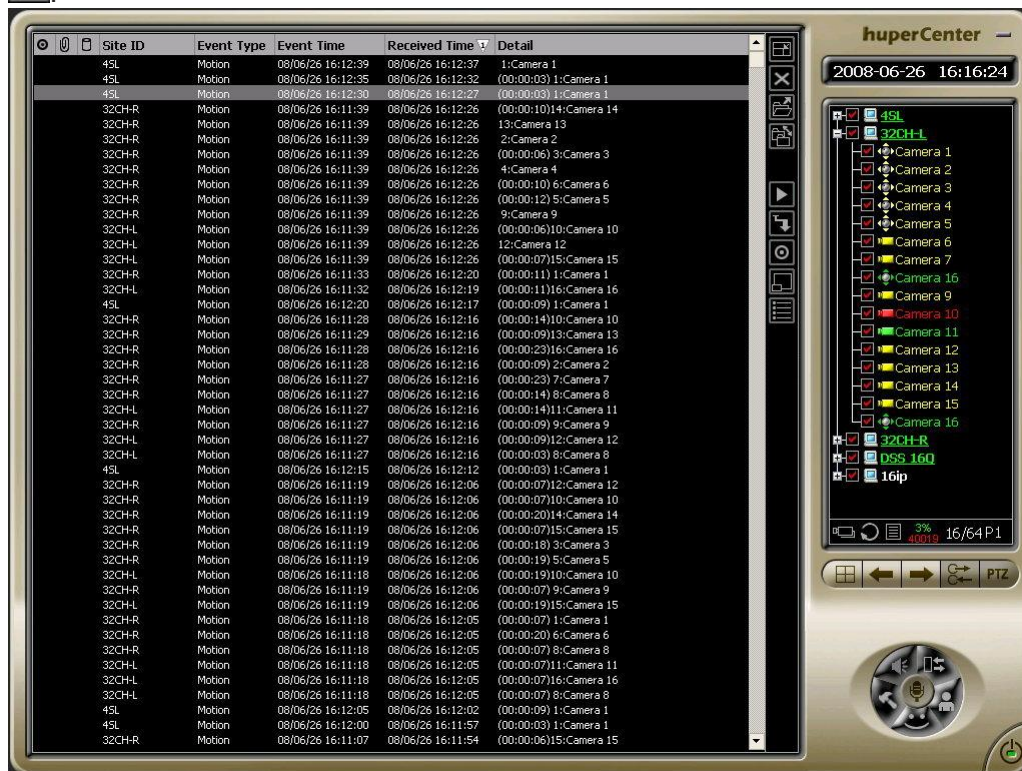 huperCenter
2008-06-26 16:16:24
Site ID Event Type Event Time Received Time Detail
4SL Motion 08/06/26 16:12:39 08/06/26 16:12:37 1:Camera 1
4SL Motion 08/06/26 16:12:35 08/06/26 16:12:32 (00:00:03) 1:Camera 1
4SL Motion 08/06/26 16:12:30 08/06/26 16:12:27 (00:00:03) 1:Camera 1
32CH-R Motion 08/06/26 16:11:39 08/06/26 16:12:26 (00:00:10)14:Camera 14
32CH-R Motion 08/06/26 16:11:39 08/06/26 16:12:26 13:Camera 13
32CH-R Motion 08/06/26 16:11:39 08/06/26 16:12:26 2:Camera 2
32CH-R Motion 08/06/26 16:11:39 08/06/26 16:12:26 (00:00:06) 3:Camera 3
32CH-R Motion 08/06/26 16:11:39 08/06/26 16:12:26 4:Camera 4
32CH-R Motion 08/06/26 16:11:39 08/06/26 16:12:26 (00:00:10) 6:Camera 6
32CH-R Motion 08/06/26 16:11:39 08/06/26 16:12:26 (00:00:12) 5:Camera 5
32CH-R Motion 08/06/26 16:11:39 08/06/26 16:12:26 9:Camera 9
32CH-L Motion 08/06/26 16:11:39 08/06/26 16:12:26 (00:00:06)10:Camera 10
32CH-L Motion 08/06/26 16:11:39 08/06/26 16:12:26 12:Camera 12
32CH-L Motion 08/06/26 16:11:39 08/06/26 16:12:26 (00:00:07)15:Camera 15
32CH-R Motion 08/06/26 16:11:33 08/06/26 16:12:20 (00:00:11) 1:Camera 1
32CH-L Motion 08/06/26 16:11:32 08/06/26 16:12:19 (00:00:11)16:Camera 16
4SL Motion 08/06/26 16:12:20 08/06/26 16:12:17 (00:00:09) 1:Camera 1
32CH-R Motion 08/06/26 16:11:28 08/06/26 16:12:16 (00:00:14)10:Camera 10
32CH-R Motion 08/06/26 16:11:29 08/06/26 16:12:16 (00:00:09)13:Camera 13
32CH-R Motion 08/06/26 16:11:28 08/06/26 16:12:16 (00:00:23)16:Camera 16
32CH-R Motion 08/06/26 16:11:28 08/06/26 16:12:16 (00:00:09) 2:Camera 2
32CH-R Motion 08/06/26 16:11:27 08/06/26 16:12:16 (00:00:23) 7:Camera 7
32CH-R Motion 08/06/26 16:11:27 08/06/26 16:12:16 (00:00:14) 8:Camera 8
32CH-L Motion 08/06/26 16:11:27 08/06/26 16:12:16 (00:00:14)11:Camera 11
32CH-R Motion 08/06/26 16:11:27 08/06/26 16:12:16 (00:00:09) 9:Camera 9
32CH-L Motion 08/06/26 16:11:27 08/06/26 16:12:16 (00:00:09)12:Camera 12
32CH-L Motion 08/06/26 16:11:27 08/06/26 16:12:16 (00:00:03) 8:Camera 8
4SL Motion 08/06/26 16:12:15 08/06/26 16:12:12 (00:00:03) 1:Camera 1
32CH-R Motion 08/06/26 16:11:19 08/06/26 16:12:06 (00:00:07)12:Camera 12
32CH-R Motion 08/06/26 16:11:19 08/06/26 16:12:06 (00:00:07)10:Camera 10
32CH-R Motion 08/06/26 16:11:19 08/06/26 16:12:06 (00:00:20)14:Camera 14
32CH-R Motion 08/06/26 16:11:19 08/06/26 16:12:06 (00:00:07)15:Camera 15
32CH-R Motion 08/06/26 16:11:19 08/06/26 16:12:06 (00:00:18) 3:Camera 3
32CH-R Motion 08/06/26 16:11:19 08/06/26 16:12:06 (00:00:19) 5:Camera 5
32CH-L Motion 08/06/26 16:11:18 08/06/26 16:12:06 (00:00:19)10:Camera 10
32CH-R Motion 08/06/26 16:11:19 08/06/26 16:12:06 (00:00:07) 9:Camera 9
32CH-L Motion 08/06/26 16:11:19 08/06/26 16:12:06 (00:00:19)15:Camera 15
32CH-R Motion 08/06/26 16:11:18 08/06/26 16:12:05 (00:00:07) 1:Camera 1
32CH-R Motion 08/06/26 16:11:18 08/06/26 16:12:05 (00:00:20) 6:Camera 6
32CH-R Motion 08/06/26 16:11:18 08/06/26 16:12:05 (00:00:07) 8:Camera 8
32CH-L Motion 08/06/26 16:11:18 08/06/26 16:12:05 (00:00:07)11:Camera 11
32CH-L Motion 08/06/26 16:11:18 08/06/26 16:12:05 (00:00:07)16:Camera 16
32CH-L Motion 08/06/26 16:11:18 08/06/26 16:12:05 (00:00:07) 8:Camera 8
4SL Motion 08/06/26 16:12:05 08/06/26 16:12:02 (00:00:09) 1:Camera 1
4SL Motion 08/06/26 16:12:00 08/06/26 16:11:57 (00:00:03) 1:Camera 1
32CH-R Motion 08/06/26 16:11:07 08/06/26 16:11:54 (00:00:06)15:Camera 15
4SL
32CH-L
Camera 1
Camera 2
Camera 3
Camera 4
Camera 5
Camera 6
Camera 7
Camera 16
Camera 9
Camera 10
Camera 11
Camera 12
Camera 13
Camera 14
Camera 15
Camera 16
32CH-R
DSS 16Q
16ip
3%
40019
16/64 P1
PTZ